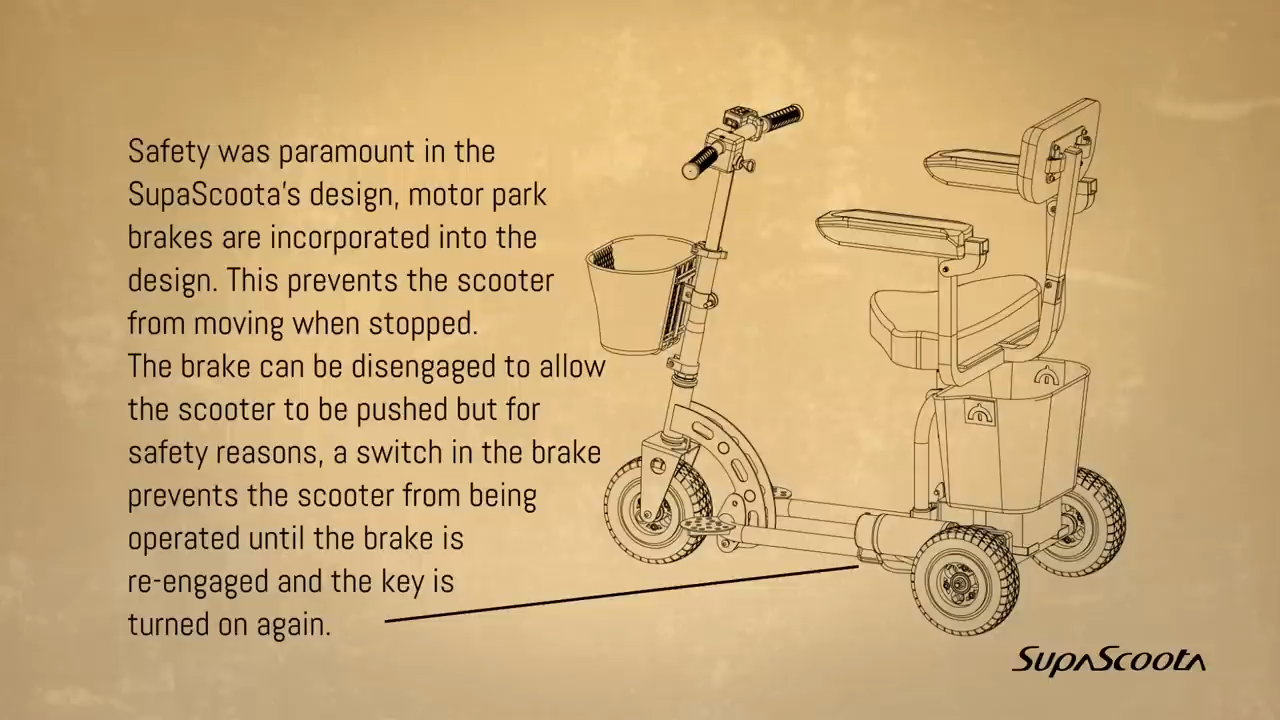 Safety was paramount in the
SupaScoota's design, motor park
brakes are incorporated into the
design. This prevents the scooter
from moving when stopped.
The brake can be disengaged to allow
the scooter to be pushed but for
safety reasons, a switch in the brake
prevents the scooter from being
operated until the brake is
re-engaged and the key is
turned on again.
SupaScoota